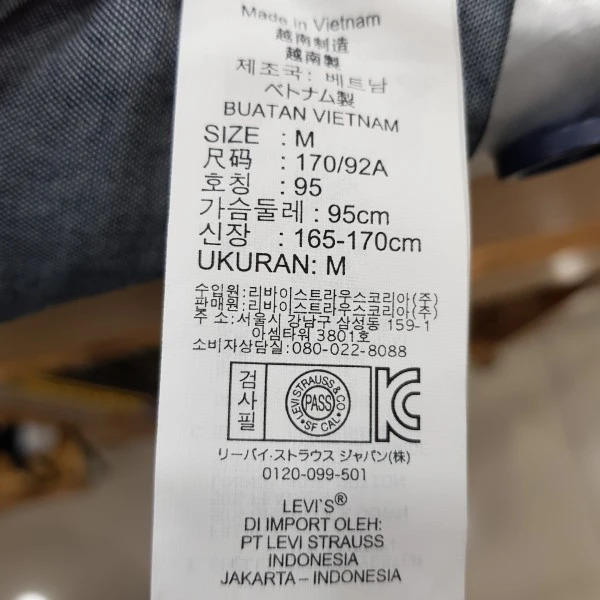 Made in Vietnam
越南制造
越南製
제조국: 베트남
ベトナム製
BUATAN VIETNAM
SIZE : M
尺码 : 170/92A
호칭 : 95
가슴둘레 : 95cm
신장 : 165-170cm
UKURAN: M
수입원:리바이스트라우스코리아(주)
판매원:리바이스트라우스코리아(주)
주 소:서울시 강남구 삼성동 159-1
아셈타워 3801호
소비자상담실:080-022-8088
검사필
LEVI STRAUSS & CO
PASS
SF CAL
KC
リーバイ·ストラウス ジャパン(株)
0120-099-501
LEVI'S®
DI IMPORT OLEH:
PT LEVI STRAUSS
INDONESIA
JAKARTA – INDONESIA